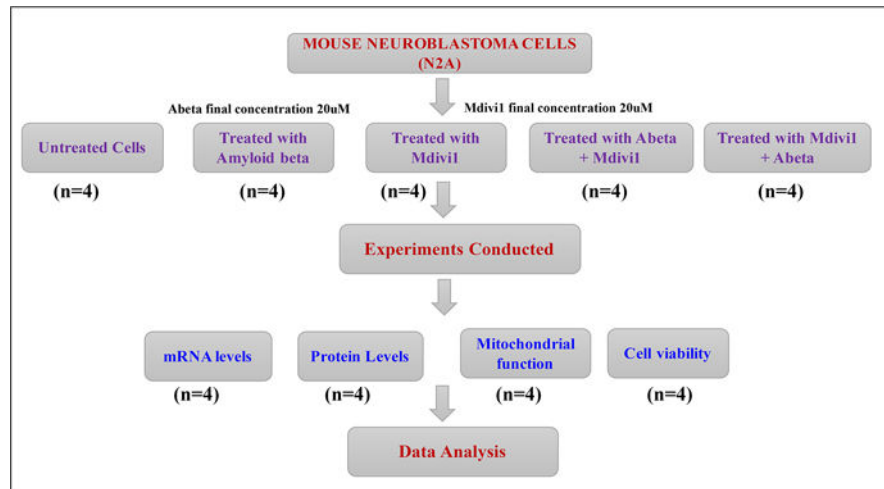 MOUSE NEUROBLASTOMA CELLS
(N2A)
Abeta final concentration 20uM
Mdivi1 final concentration 20uM
Untreated Cells
Treated with
Amyloid beta
Treated with
Mdivi1
Treated with Abeta
+ Mdivi1
Treated with Mdivi1
+ Abeta
(n=4)
(n=4)
(n=4)
(n=4)
(n=4)
Experiments Conducted
mRNA levels
Protein Levels
Mitochondrial
function
Cell viability
(n=4)
(n=4)
(n=4)
(n=4)
Data Analysis